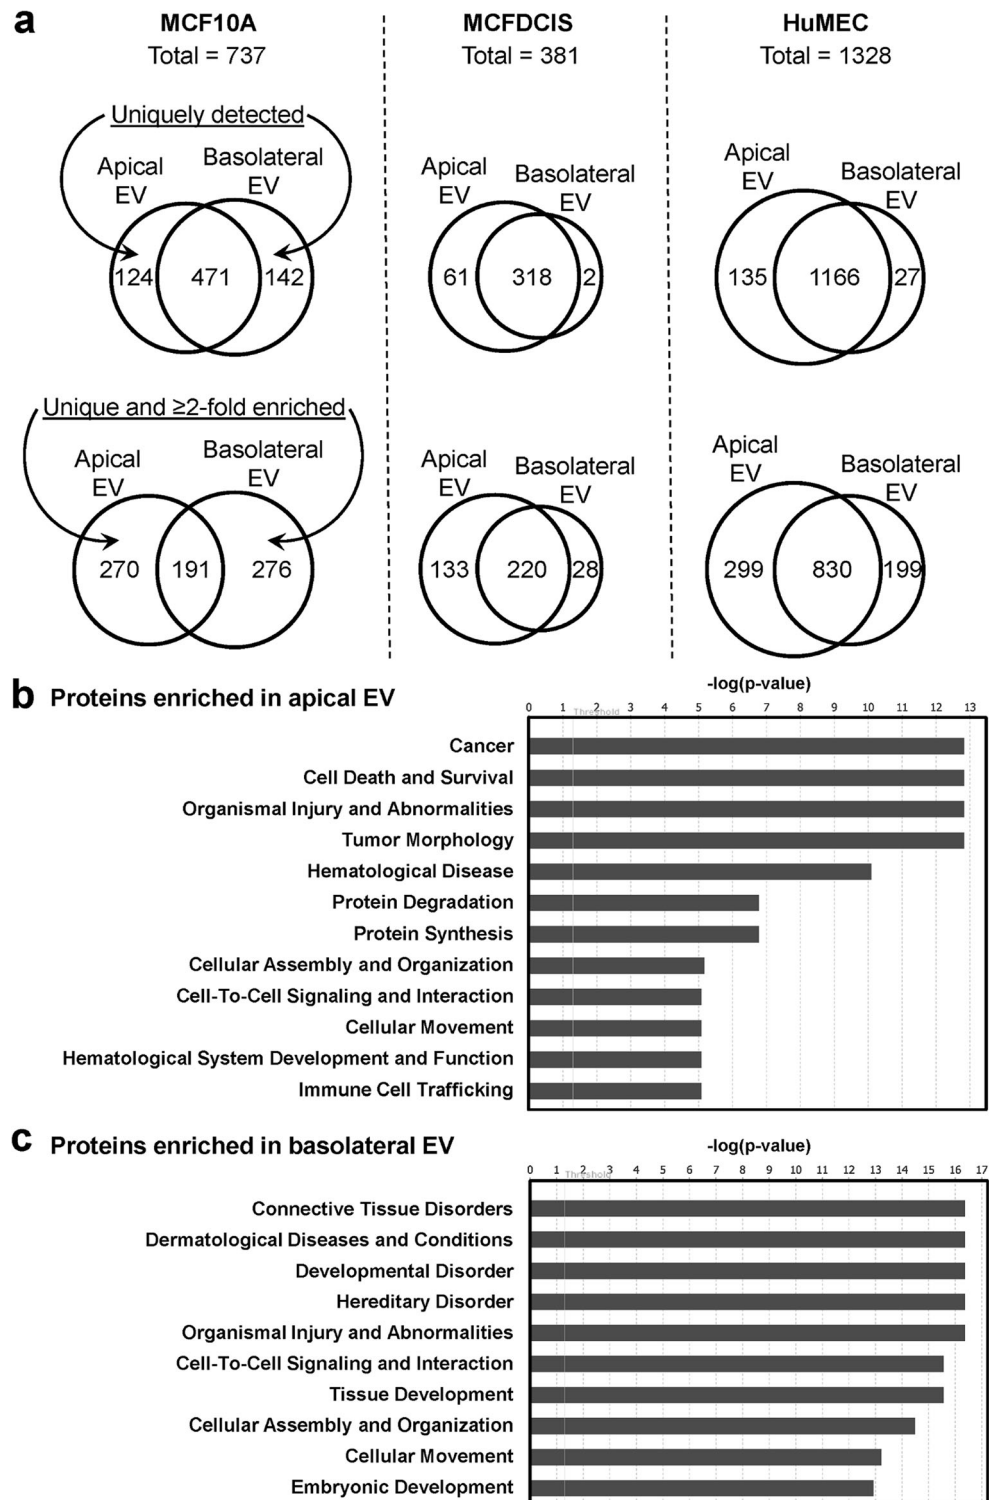 a
MCF10A MCFDCIS HuMEC
Total = 737 Total = 381 Total = 1328
Uniquely detected
Apical EV Basolateral EV
124 471 142
Apical EV Basolateral EV
61 318 2
Apical EV Basolateral EV
135 1166 27
Unique and ≥2-fold enriched
Apical EV Basolateral EV
270 191 276
Apical EV Basolateral EV
133 220 28
Apical EV Basolateral EV
299 830 199
b Proteins enriched in apical EV
-log(p-value)
0 1 2 3 4 5 6 7 8 9 10 11 12 13
Threshold
Cancer
Cell Death and Survival
Organismal Injury and Abnormalities
Tumor Morphology
Hematological Disease
Protein Degradation
Protein Synthesis
Cellular Assembly and Organization
Cell-To-Cell Signaling and Interaction
Cellular Movement
Hematological System Development and Function
Immune Cell Trafficking
c Proteins enriched in basolateral EV
-log(p-value)
0 1 2 3 4 5 6 7 8 9 10 11 12 13 14 15 16 17
Threshold
Connective Tissue Disorders
Dermatological Diseases and Conditions
Developmental Disorder
Hereditary Disorder
Organismal Injury and Abnormalities
Cell-To-Cell Signaling and Interaction
Tissue Development
Cellular Assembly and Organization
Cellular Movement
Embryonic Development